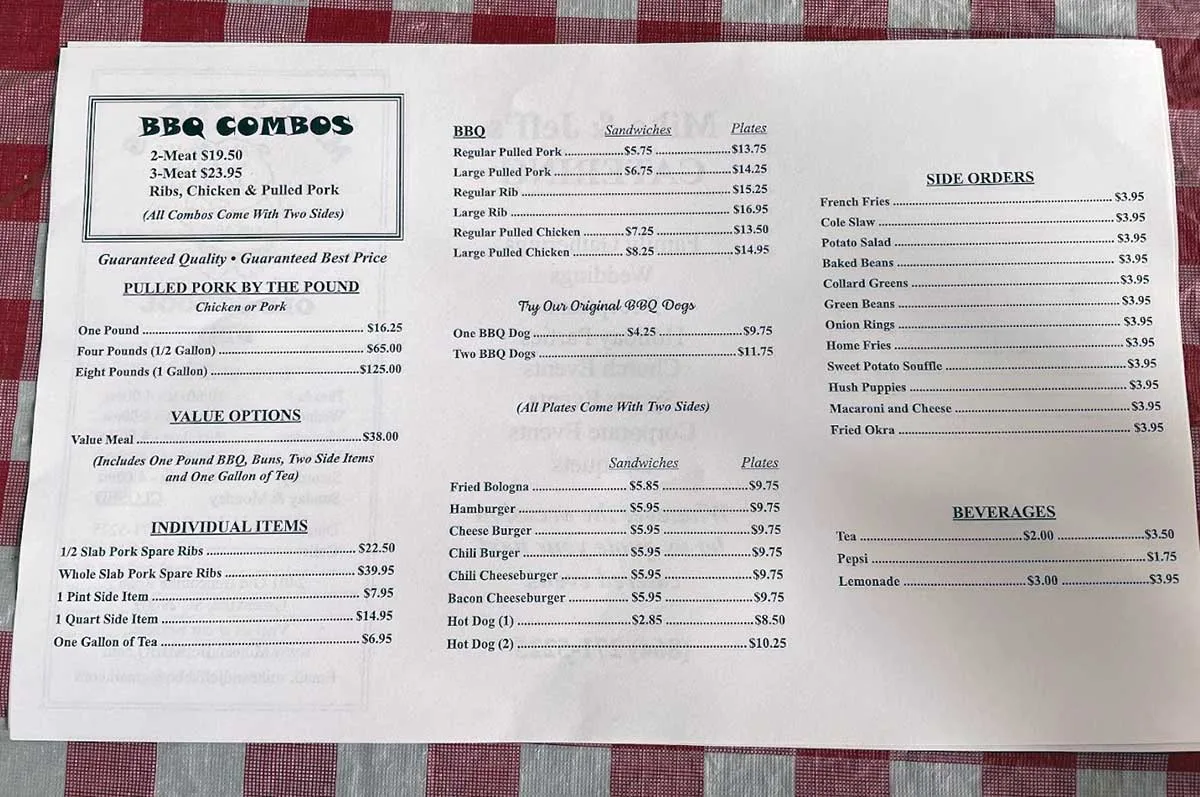 BBQ COMBOS
2-Meat $19.50
3-Meat $23.95
Ribs, Chicken & Pulled Pork
(All Combos Come With Two Sides)
Guaranteed Quality • Guaranteed Best Price
PULLED PORK BY THE POUND
Chicken or Pork
One Pound $16.25
Four Pounds (1/2 Gallon) $65.00
Eight Pounds (1 Gallon) $125.00
VALUE OPTIONS
Value Meal $38.00
(Includes One Pound BBQ, Buns, Two Side Items
and One Gallon of Tea)
INDIVIDUAL ITEMS
1/2 Slab Pork Spare Ribs $22.50
Whole Slab Pork Spare Ribs $39.95
1 Pint Side Item $7.95
1 Quart Side Item $14.95
One Gallon of Tea $6.95
BBQ Sandwiches Plates
Regular Pulled Pork $5.75 $13.75
Large Pulled Pork $6.75 $14.25
Regular Rib $15.25
Large Rib $16.95
Regular Pulled Chicken $7.25 $13.50
Large Pulled Chicken $8.25 $14.95
Try Our Original BBQ Dogs
One BBQ Dog $4.25 $9.75
Two BBQ Dogs $11.75
(All Plates Come With Two Sides)
Sandwiches Plates
Fried Bologna $5.85 $9.75
Hamburger $5.95 $9.75
Cheese Burger $5.95 $9.75
Chili Burger $5.95 $9.75
Chili Cheeseburger $5.95 $9.75
Bacon Cheeseburger $5.95 $9.75
Hot Dog (1) $2.85 $8.50
Hot Dog (2) $10.25
SIDE ORDERS
French Fries $3.95
Cole Slaw $3.95
Potato Salad $3.95
Baked Beans $3.95
Collard Greens $3.95
Green Beans $3.95
Onion Rings $3.95
Home Fries $3.95
Sweet Potato Souffle $3.95
Hush Puppies $3.95
Macaroni and Cheese $3.95
Fried Okra $3.95
BEVERAGES
Tea $2.00 $3.50
Pepsi $1.75
Lemonade $3.00 $3.95